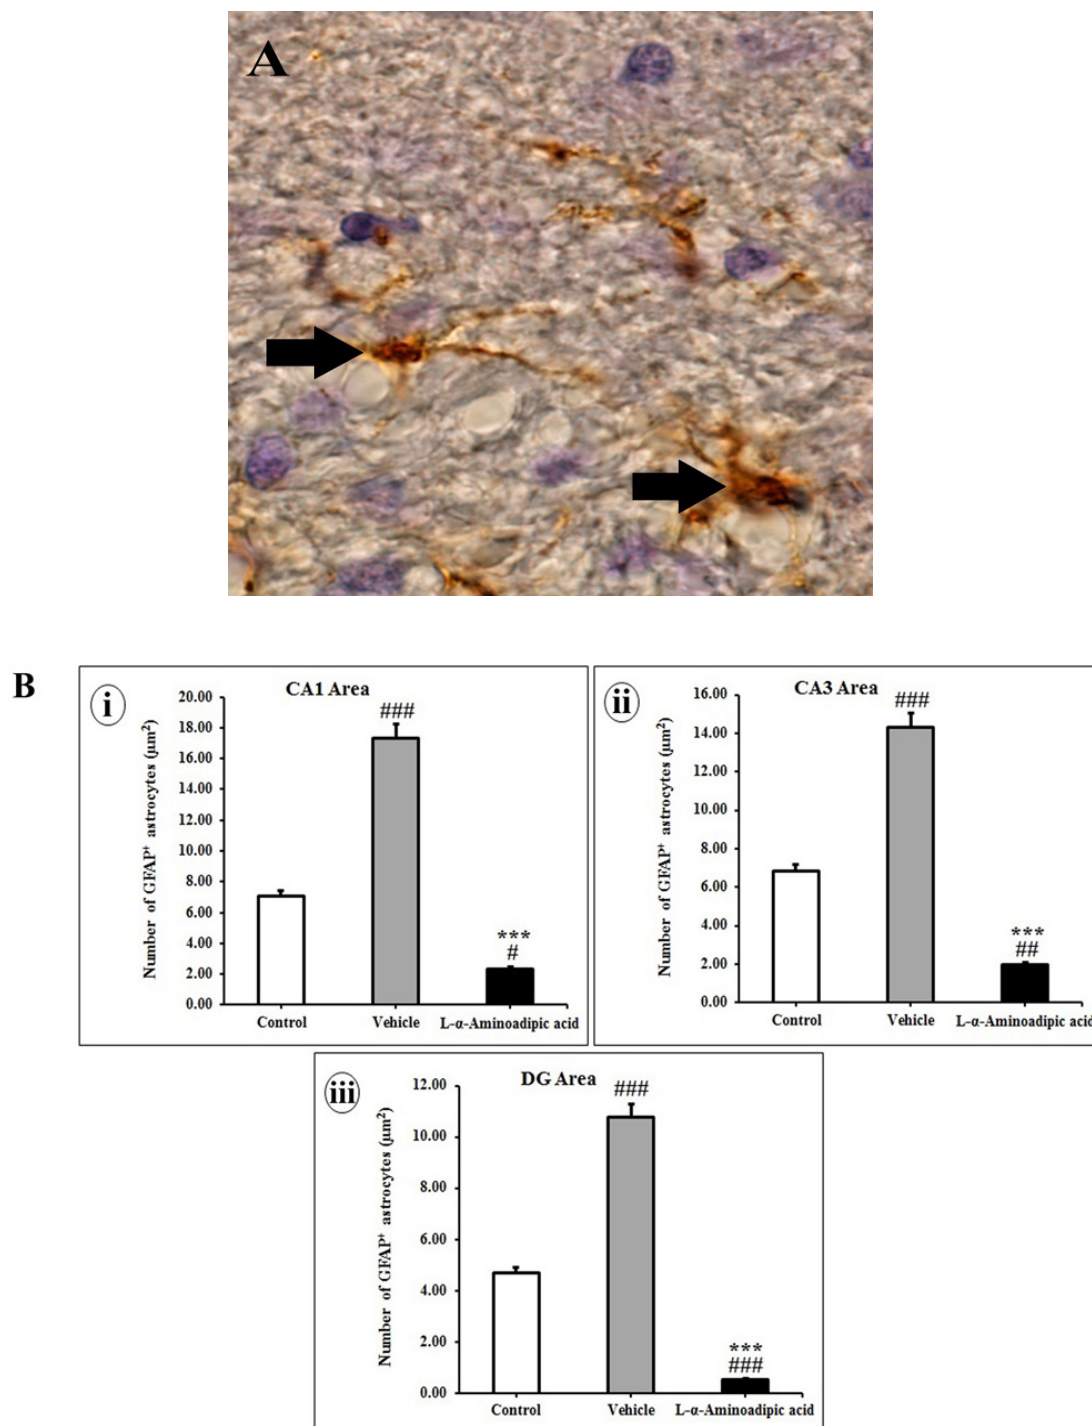 A
B
i
CA1 Area
Number of GFAP⁺ astrocytes (µm²)
20.00
18.00
16.00
14.00
12.00
10.00
8.00
6.00
4.00
2.00
0.00
###
***
#
Control
Vehicle
L-α-Aminoadipic acid
ii
CA3 Area
Number of GFAP⁺ astrocytes (µm²)
16.00
14.00
12.00
10.00
8.00
6.00
4.00
2.00
0.00
###
***
##
Control
Vehicle
L-α-Aminoadipic acid
iii
DG Area
Number of GFAP⁺ astrocytes (µm²)
12.00
10.00
8.00
6.00
4.00
2.00
0.00
###
***
###
Control
Vehicle
L-α-Aminoadipic acid